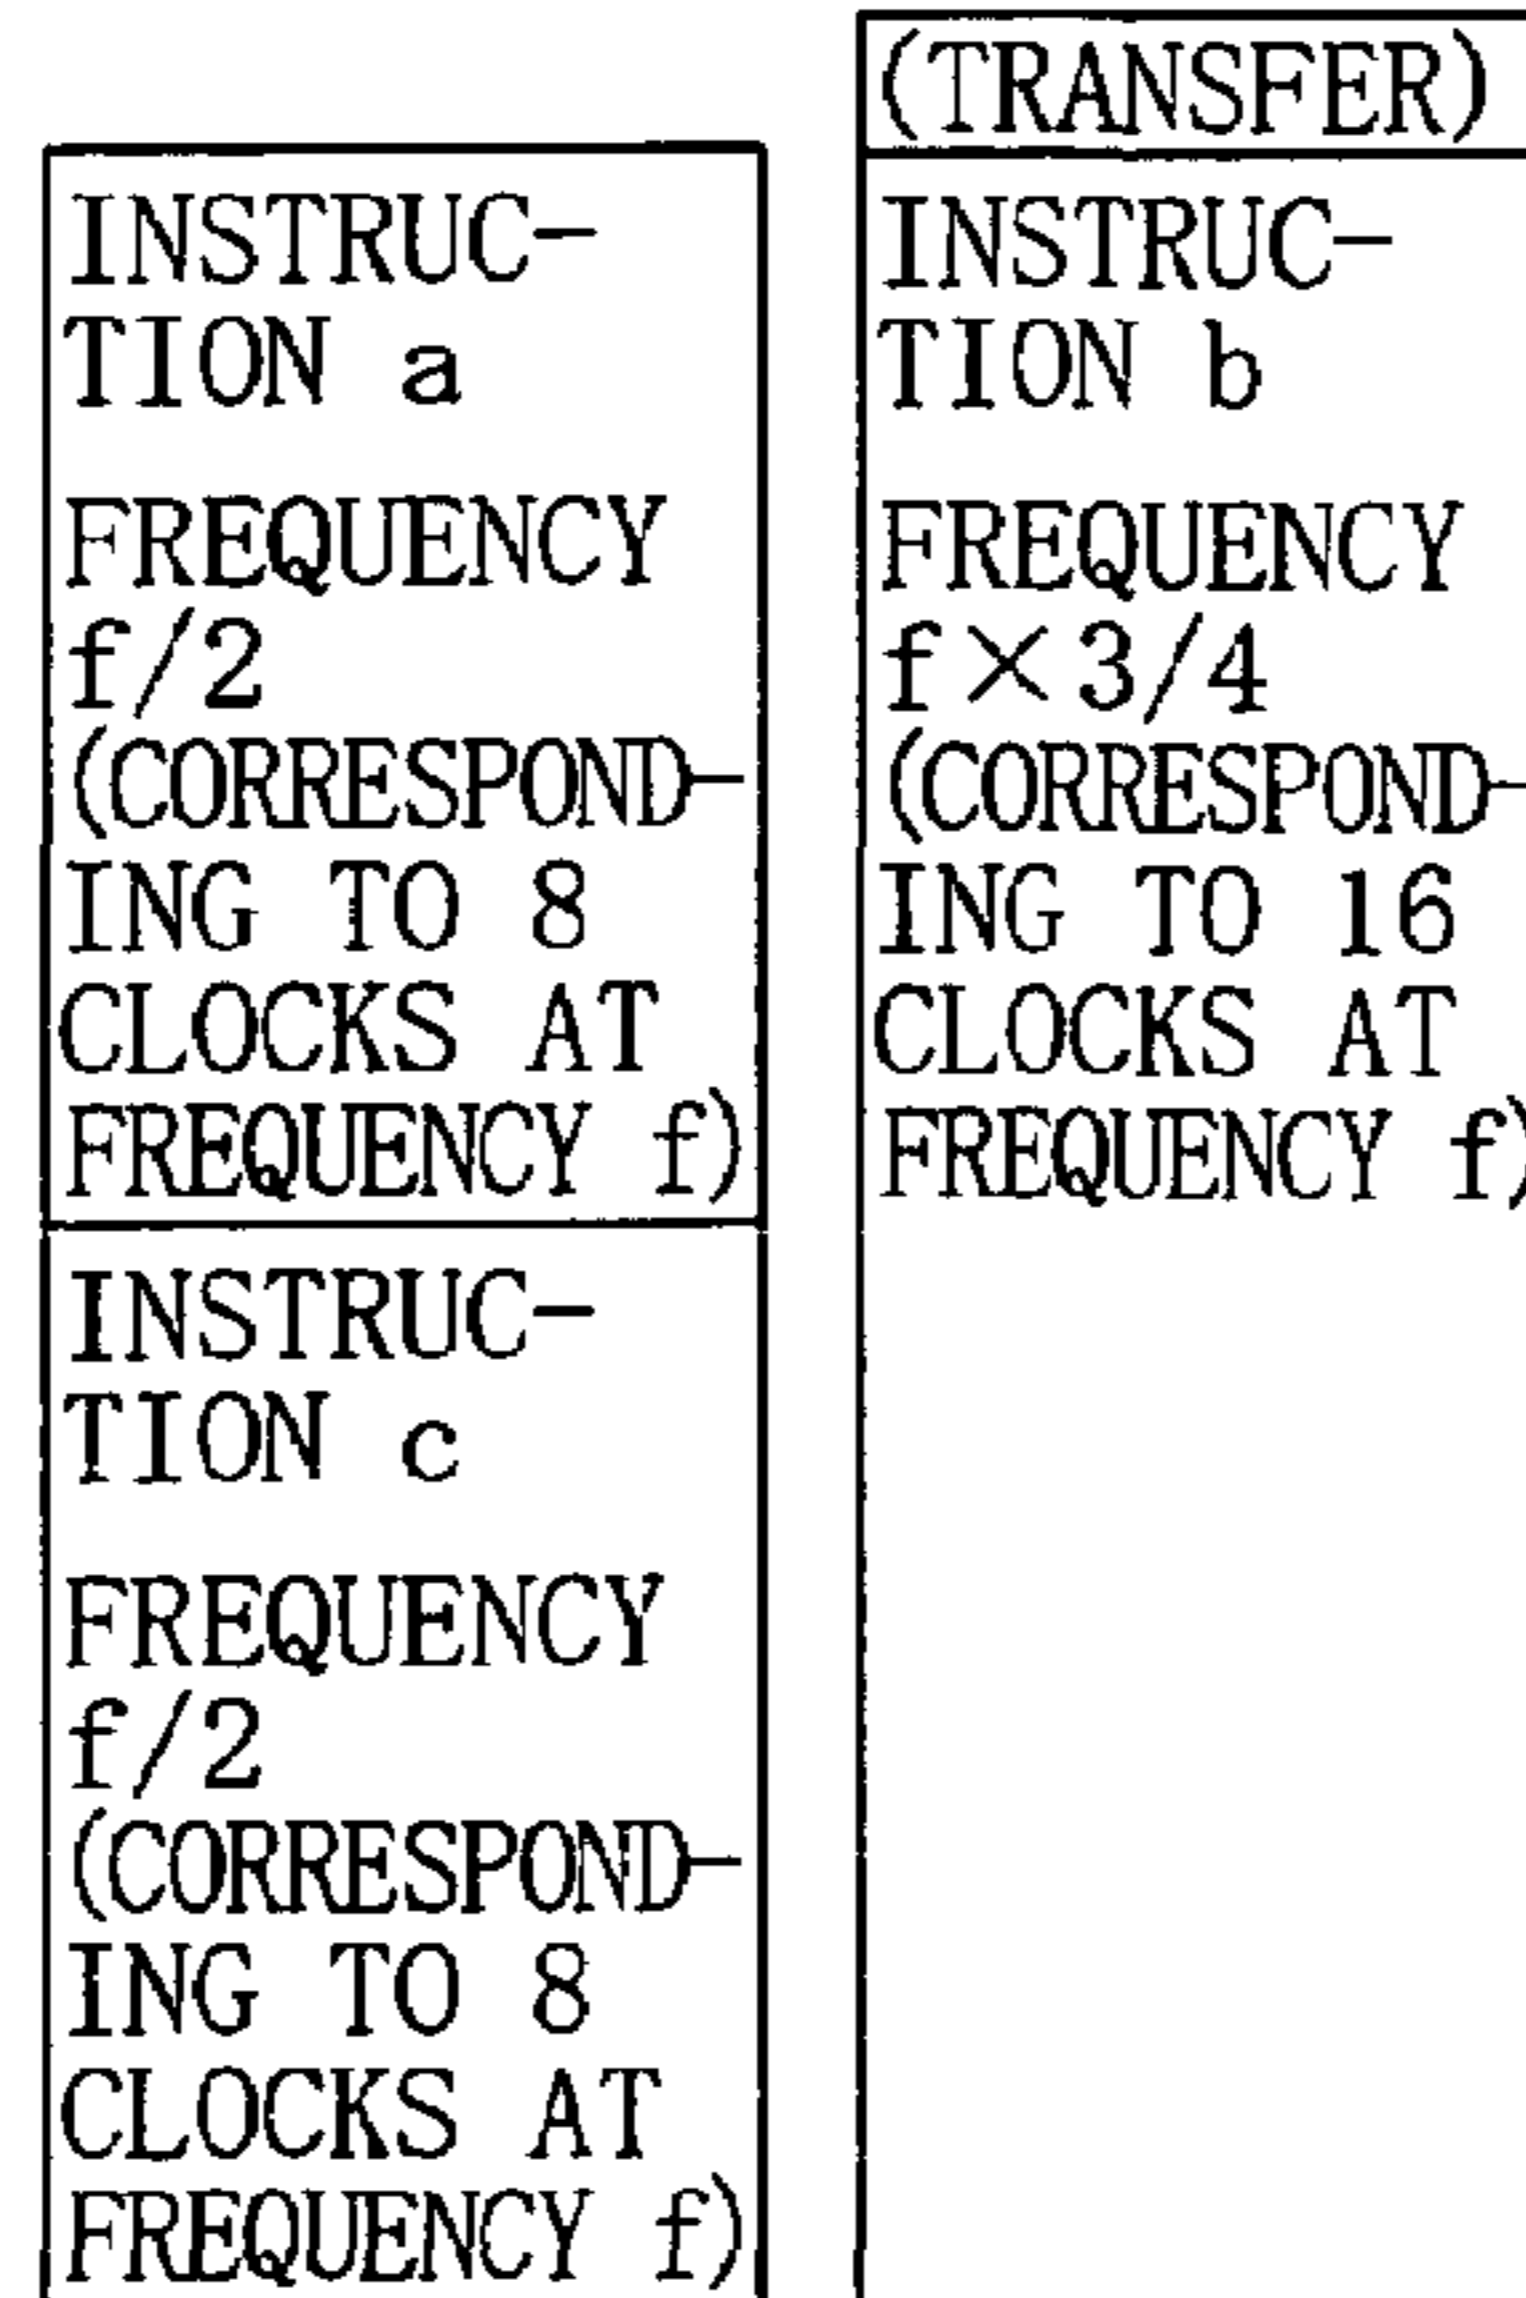 INSTRUC-
TION a
FREQUENCY
f/2
(CORRESPOND-
ING TO 8
CLOCKS AT
FREQUENCY f)
INSTRUC-
TION c
FREQUENCY
f/2
(CORRESPOND-
ING TO 8
CLOCKS AT
FREQUENCY f)
(TRANSFER)
INSTRUC-
TION b
FREQUENCY
f×3/4
(CORRESPOND-
ING TO 16
CLOCKS AT
FREQUENCY f)